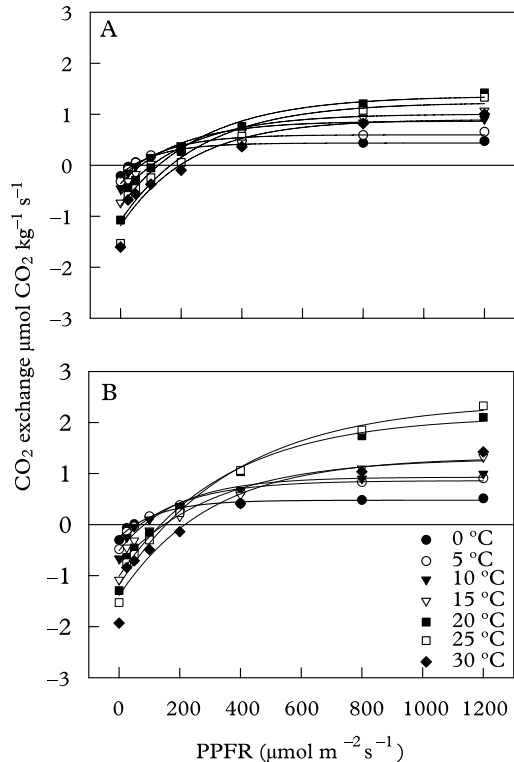 A
3
2
1
0
−1
−2
−3
B
3
2
1
0
−1
−2
−3
CO2 exchange μmol CO2 kg−1 s−1
0 °C
5 °C
10 °C
15 °C
20 °C
25 °C
30 °C
0 200 400 600 800 1000 1200
PPFR (μmol m −2 s−1)